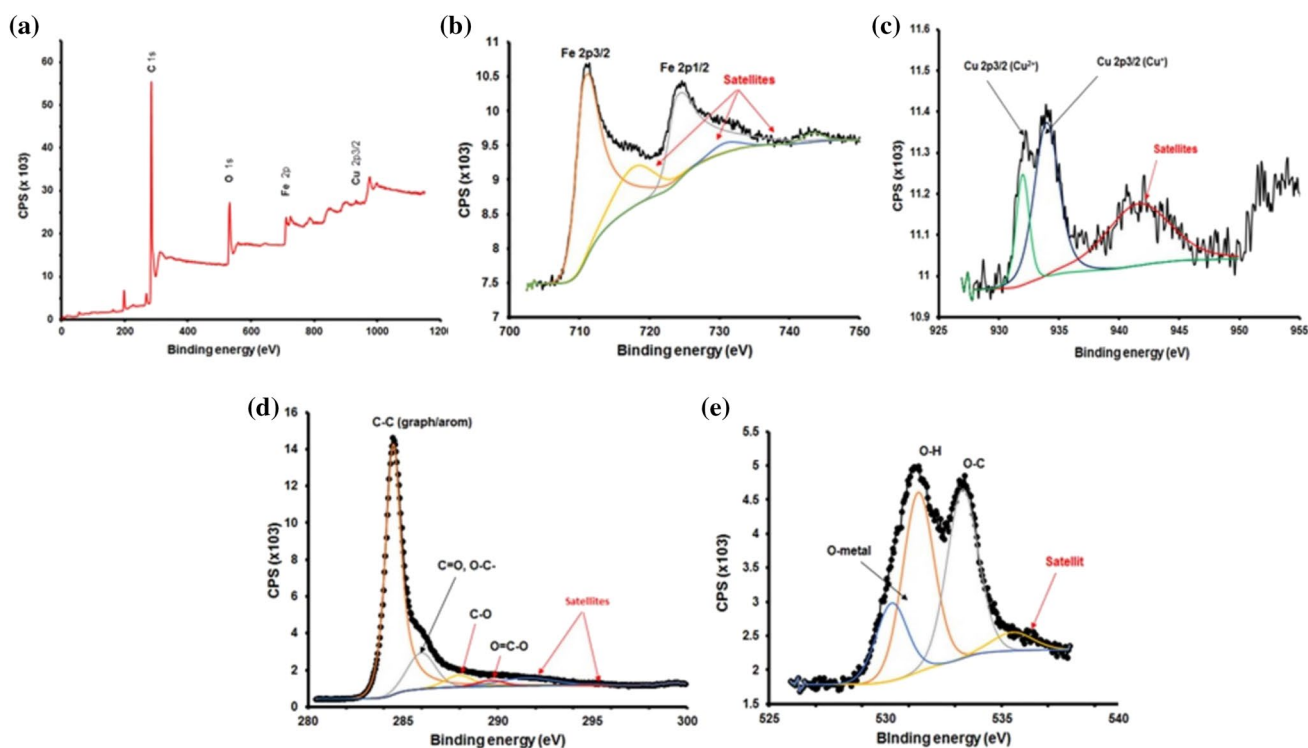 (a)
CPS (x 103)
60
50
40
30
20
10
0
C 1s
O 1s
Fe 2p
Cu 2p3/2
0 200 400 600 800 1000 120
Binding energy (eV)
(b)
CPS (x103)
11
10.5
10
9.5
9
8.5
8
7.5
7
Fe 2p3/2
Fe 2p1/2
Satellites
700 710 720 730 740 750
Binding energy (eV)
(c)
CPS (x103)
11.6
11.5
11.4
11.3
11.2
11.1
11
10.9
Cu 2p3/2 (Cu²⁺)
Cu 2p3/2 (Cu⁺)
Satellites
925 930 935 940 945 950 955
Binding energy (eV)
(d)
CPS (x103)
16
14
12
10
8
6
4
2
0
C-C (graph/arom)
C=O, O-C-
C-O
O=C-O
Satellites
280 285 290 295 300
BInding energy (eV)
(e)
CPS (x103)
5.5
5
4.5
4
3.5
3
2.5
2
1.5
O-H
O-C
O-metal
Satellit
525 530 535 540
BInding energy (eV)